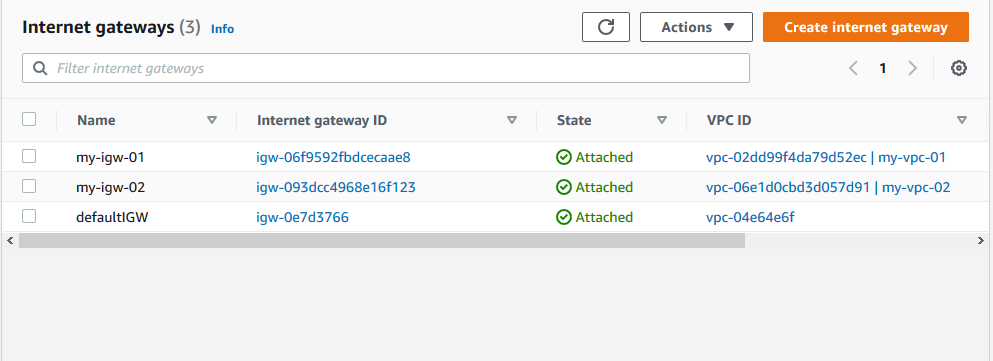 Internet gateways (3) Info Actions Create internet gateway
Filter internet gateways 1
Name Internet gateway ID State VPC ID
my-igw-01 igw-06f9592fbdcecaae8 Attached vpc-02dd99f4da79d52ec | my-vpc-01
my-igw-02 igw-093dcc4968e16f123 Attached vpc-06e1d0cbd3d057d91 | my-vpc-02
defaultIGW igw-0e7d3766 Attached vpc-04e64e6f